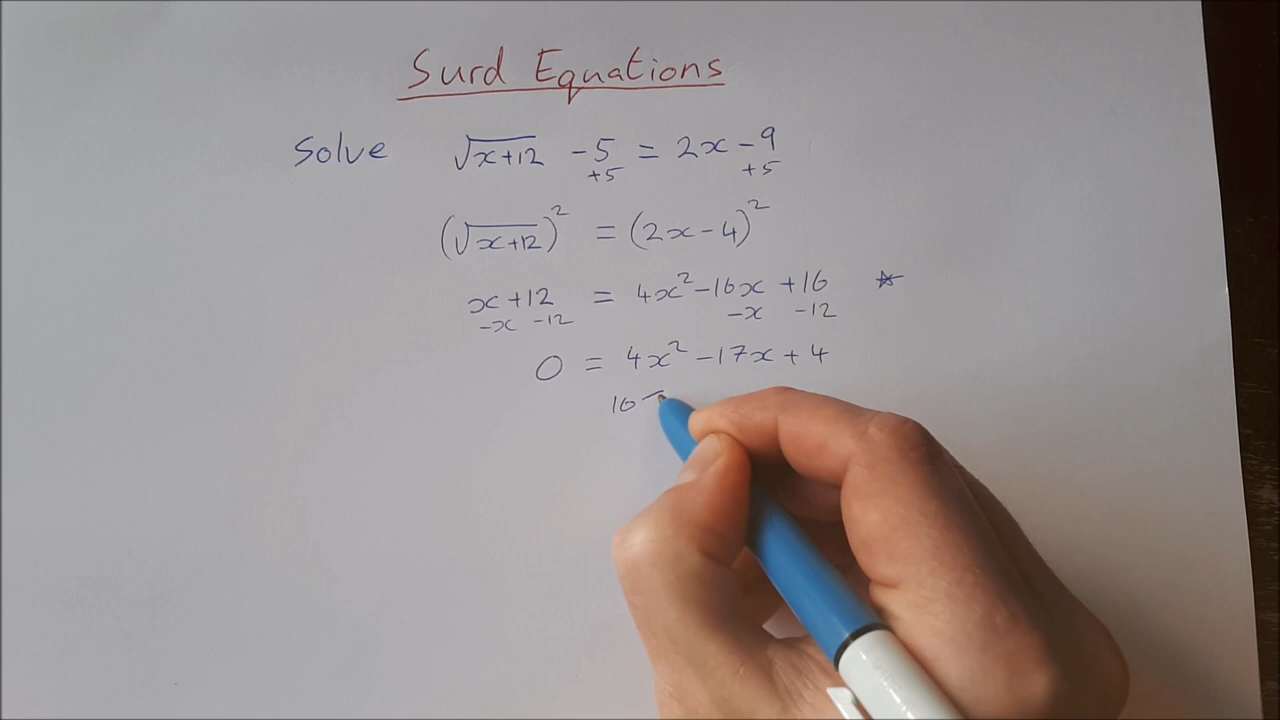 Surd Equations
Solve √x+12 - 5 = 2x - 9
+5 +5
(√x+12)² = (2x - 4)²
x + 12 = 4x² - 16x + 16 ☆
-x -12 -x -12
0 = 4x² - 17x + 4
16